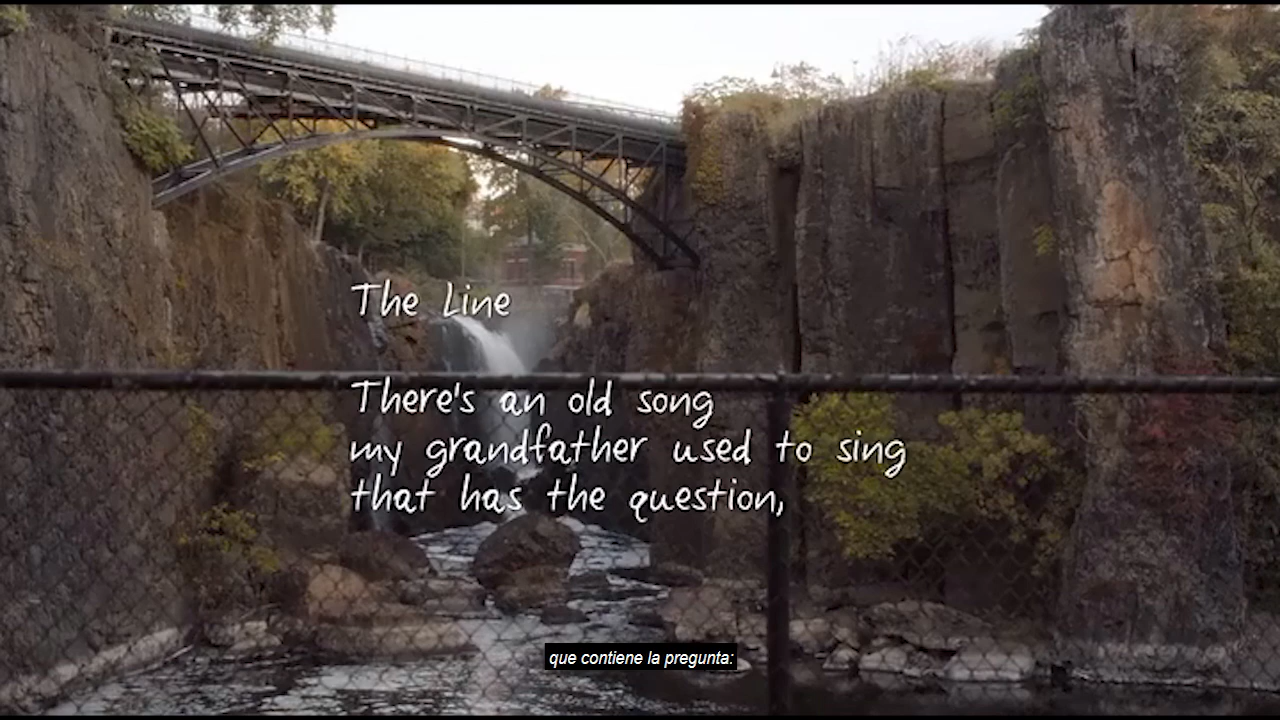 The Line
There's an old song
my grandfather used to sing
that has the question,
que contiene la pregunta: